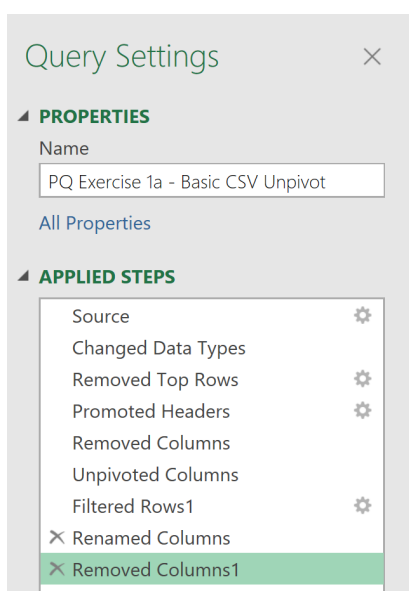 Query Settings
PROPERTIES
Name
PQ Exercise 1a - Basic CSV Unpivot
All Properties
APPLIED STEPS
Source
Changed Data Types
Removed Top Rows
Promoted Headers
Removed Columns
Unpivoted Columns
Filtered Rows1
Renamed Columns
Removed Columns1